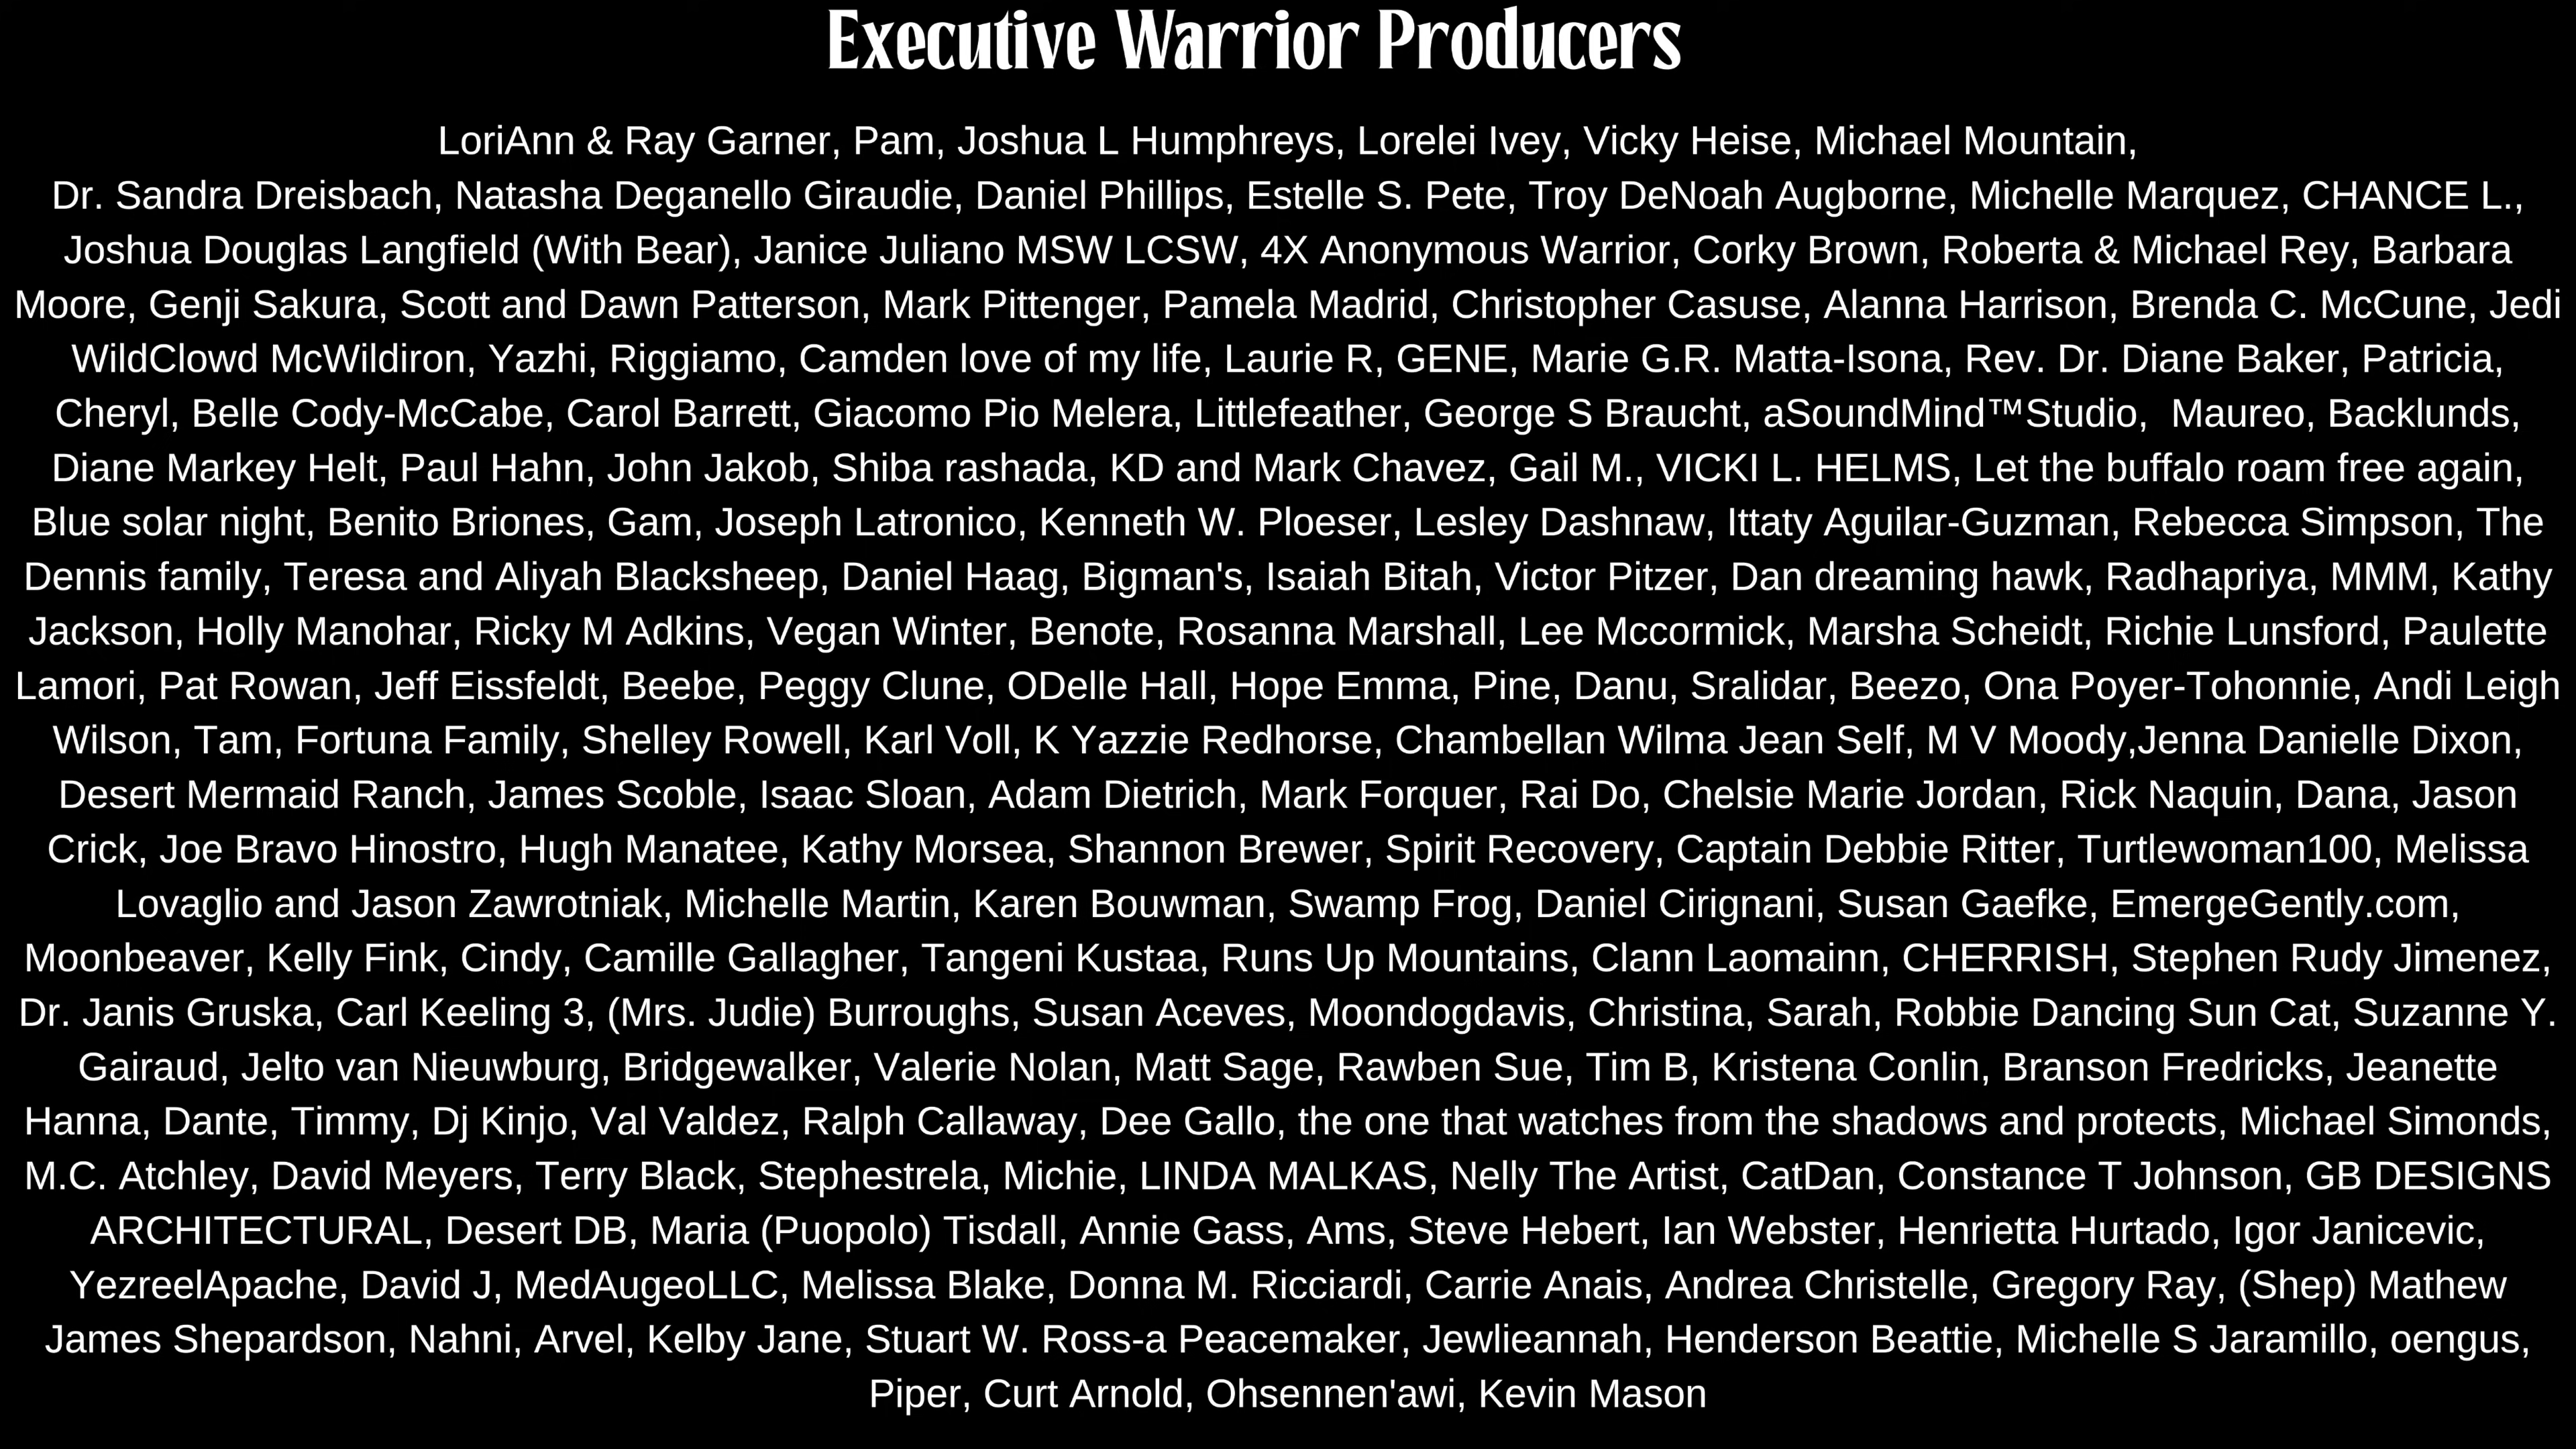 Executive Warrior Producers
LoriAnn & Ray Garner, Pam, Joshua L Humphreys, Lorelei Ivey, Vicky Heise, Michael Mountain,
Dr. Sandra Dreisbach, Natasha Deganello Giraudie, Daniel Phillips, Estelle S. Pete, Troy DeNoah Augborne, Michelle Marquez, CHANCE L.,
Joshua Douglas Langfield (With Bear), Janice Juliano MSW LCSW, 4X Anonymous Warrior, Corky Brown, Roberta & Michael Rey, Barbara
Moore, Genji Sakura, Scott and Dawn Patterson, Mark Pittenger, Pamela Madrid, Christopher Casuse, Alanna Harrison, Brenda C. McCune, Jedi
WildClowd McWildiron, Yazhi, Riggiamo, Camden love of my life, Laurie R, GENE, Marie G.R. Matta-Isona, Rev. Dr. Diane Baker, Patricia,
Cheryl, Belle Cody-McCabe, Carol Barrett, Giacomo Pio Melera, Littlefeather, George S Braucht, aSoundMind™Studio,  Maureo, Backlunds,
Diane Markey Helt, Paul Hahn, John Jakob, Shiba rashada, KD and Mark Chavez, Gail M., VICKI L. HELMS, Let the buffalo roam free again,
Blue solar night, Benito Briones, Gam, Joseph Latronico, Kenneth W. Ploeser, Lesley Dashnaw, Ittaty Aguilar-Guzman, Rebecca Simpson, The
Dennis family, Teresa and Aliyah Blacksheep, Daniel Haag, Bigman's, Isaiah Bitah, Victor Pitzer, Dan dreaming hawk, Radhapriya, MMM, Kathy
Jackson, Holly Manohar, Ricky M Adkins, Vegan Winter, Benote, Rosanna Marshall, Lee Mccormick, Marsha Scheidt, Richie Lunsford, Paulette
Lamori, Pat Rowan, Jeff Eissfeldt, Beebe, Peggy Clune, ODelle Hall, Hope Emma, Pine, Danu, Sralidar, Beezo, Ona Poyer-Tohonnie, Andi Leigh
Wilson, Tam, Fortuna Family, Shelley Rowell, Karl Voll, K Yazzie Redhorse, Chambellan Wilma Jean Self, M V Moody,Jenna Danielle Dixon,
Desert Mermaid Ranch, James Scoble, Isaac Sloan, Adam Dietrich, Mark Forquer, Rai Do, Chelsie Marie Jordan, Rick Naquin, Dana, Jason
Crick, Joe Bravo Hinostro, Hugh Manatee, Kathy Morsea, Shannon Brewer, Spirit Recovery, Captain Debbie Ritter, Turtlewoman100, Melissa
Lovaglio and Jason Zawrotniak, Michelle Martin, Karen Bouwman, Swamp Frog, Daniel Cirignani, Susan Gaefke, EmergeGently.com,
Moonbeaver, Kelly Fink, Cindy, Camille Gallagher, Tangeni Kustaa, Runs Up Mountains, Clann Laomainn, CHERRISH, Stephen Rudy Jimenez,
Dr. Janis Gruska, Carl Keeling 3, (Mrs. Judie) Burroughs, Susan Aceves, Moondogdavis, Christina, Sarah, Robbie Dancing Sun Cat, Suzanne Y.
Gairaud, Jelto van Nieuwburg, Bridgewalker, Valerie Nolan, Matt Sage, Rawben Sue, Tim B, Kristena Conlin, Branson Fredricks, Jeanette
Hanna, Dante, Timmy, Dj Kinjo, Val Valdez, Ralph Callaway, Dee Gallo, the one that watches from the shadows and protects, Michael Simonds,
M.C. Atchley, David Meyers, Terry Black, Stephestrela, Michie, LINDA MALKAS, Nelly The Artist, CatDan, Constance T Johnson, GB DESIGNS
ARCHITECTURAL, Desert DB, Maria (Puopolo) Tisdall, Annie Gass, Ams, Steve Hebert, Ian Webster, Henrietta Hurtado, Igor Janicevic,
YezreelApache, David J, MedAugeoLLC, Melissa Blake, Donna M. Ricciardi, Carrie Anais, Andrea Christelle, Gregory Ray, (Shep) Mathew
James Shepardson, Nahni, Arvel, Kelby Jane, Stuart W. Ross-a Peacemaker, Jewlieannah, Henderson Beattie, Michelle S Jaramillo, oengus,
Piper, Curt Arnold, Ohsennen'awi, Kevin Mason